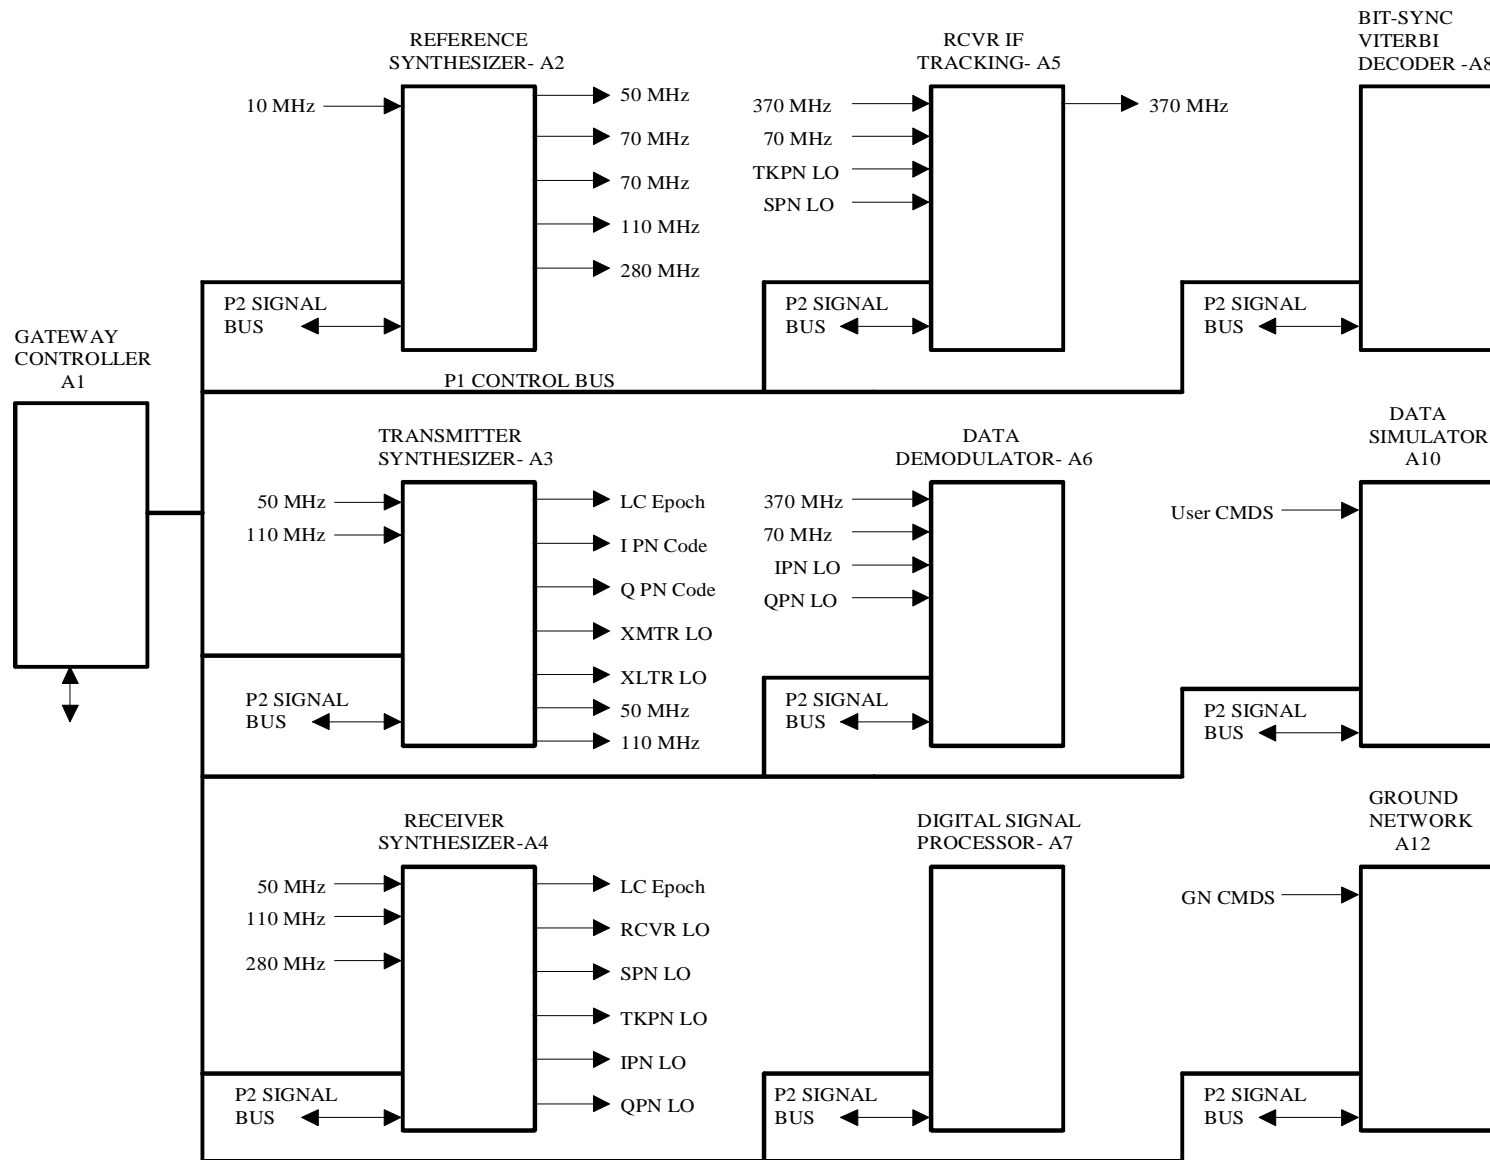 REFERENCE
SYNTHESIZER- A2
10 MHz
50 MHz
70 MHz
70 MHz
110 MHz
280 MHz
P2 SIGNAL
BUS
RCVR IF
TRACKING- A5
370 MHz
70 MHz
TKPN LO
SPN LO
370 MHz
P2 SIGNAL
BUS
BIT-SYNC
VITERBI
DECODER -A8
P2 SIGNAL
BUS
GATEWAY
CONTROLLER
A1
P1 CONTROL BUS
TRANSMITTER
SYNTHESIZER- A3
50 MHz
110 MHz
LC Epoch
I PN Code
Q PN Code
XMTR LO
XLTR LO
50 MHz
110 MHz
P2 SIGNAL
BUS
DATA
DEMODULATOR- A6
370 MHz
70 MHz
IPN LO
QPN LO
P2 SIGNAL
BUS
DATA
SIMULATOR
A10
User CMDS
P2 SIGNAL
BUS
RECEIVER
SYNTHESIZER-A4
50 MHz
110 MHz
280 MHz
LC Epoch
RCVR LO
SPN LO
TKPN LO
IPN LO
QPN LO
P2 SIGNAL
BUS
DIGITAL SIGNAL
PROCESSOR- A7
P2 SIGNAL
BUS
GROUND
NETWORK
A12
GN CMDS
P2 SIGNAL
BUS